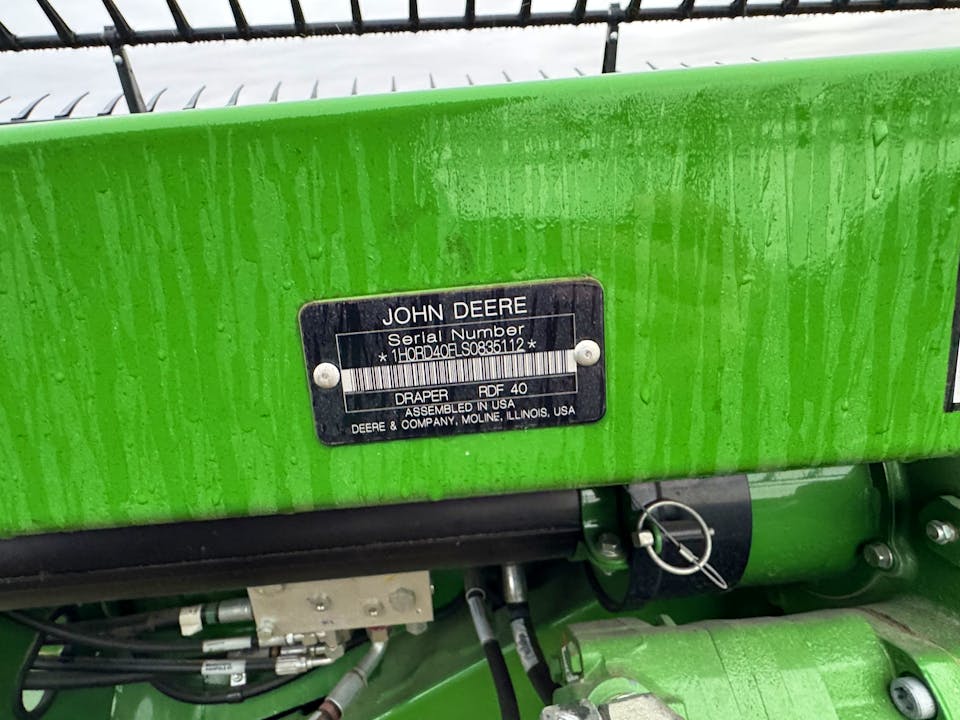 JOHN DEERE
Serial Number
*1H0RD40FLS0835112*
DRAPER RDF 40
ASSEMBLED IN USA
DEERE & COMPANY, MOLINE, ILLINOIS, USA